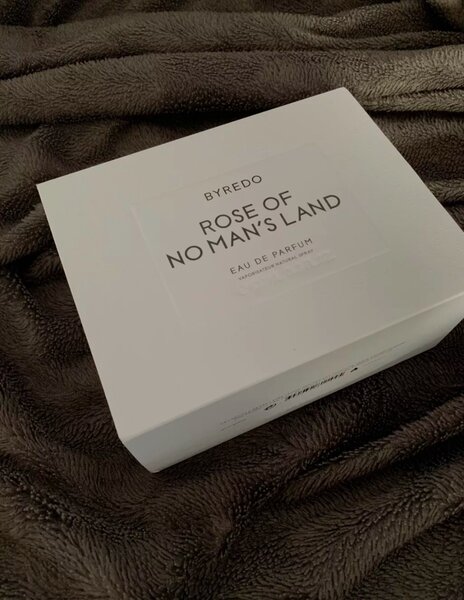 BYREDO
ROSE OF
NO MAN'S LAND
EAU DE PARFUM
VAPORISATEUR NATURAL SPRAY